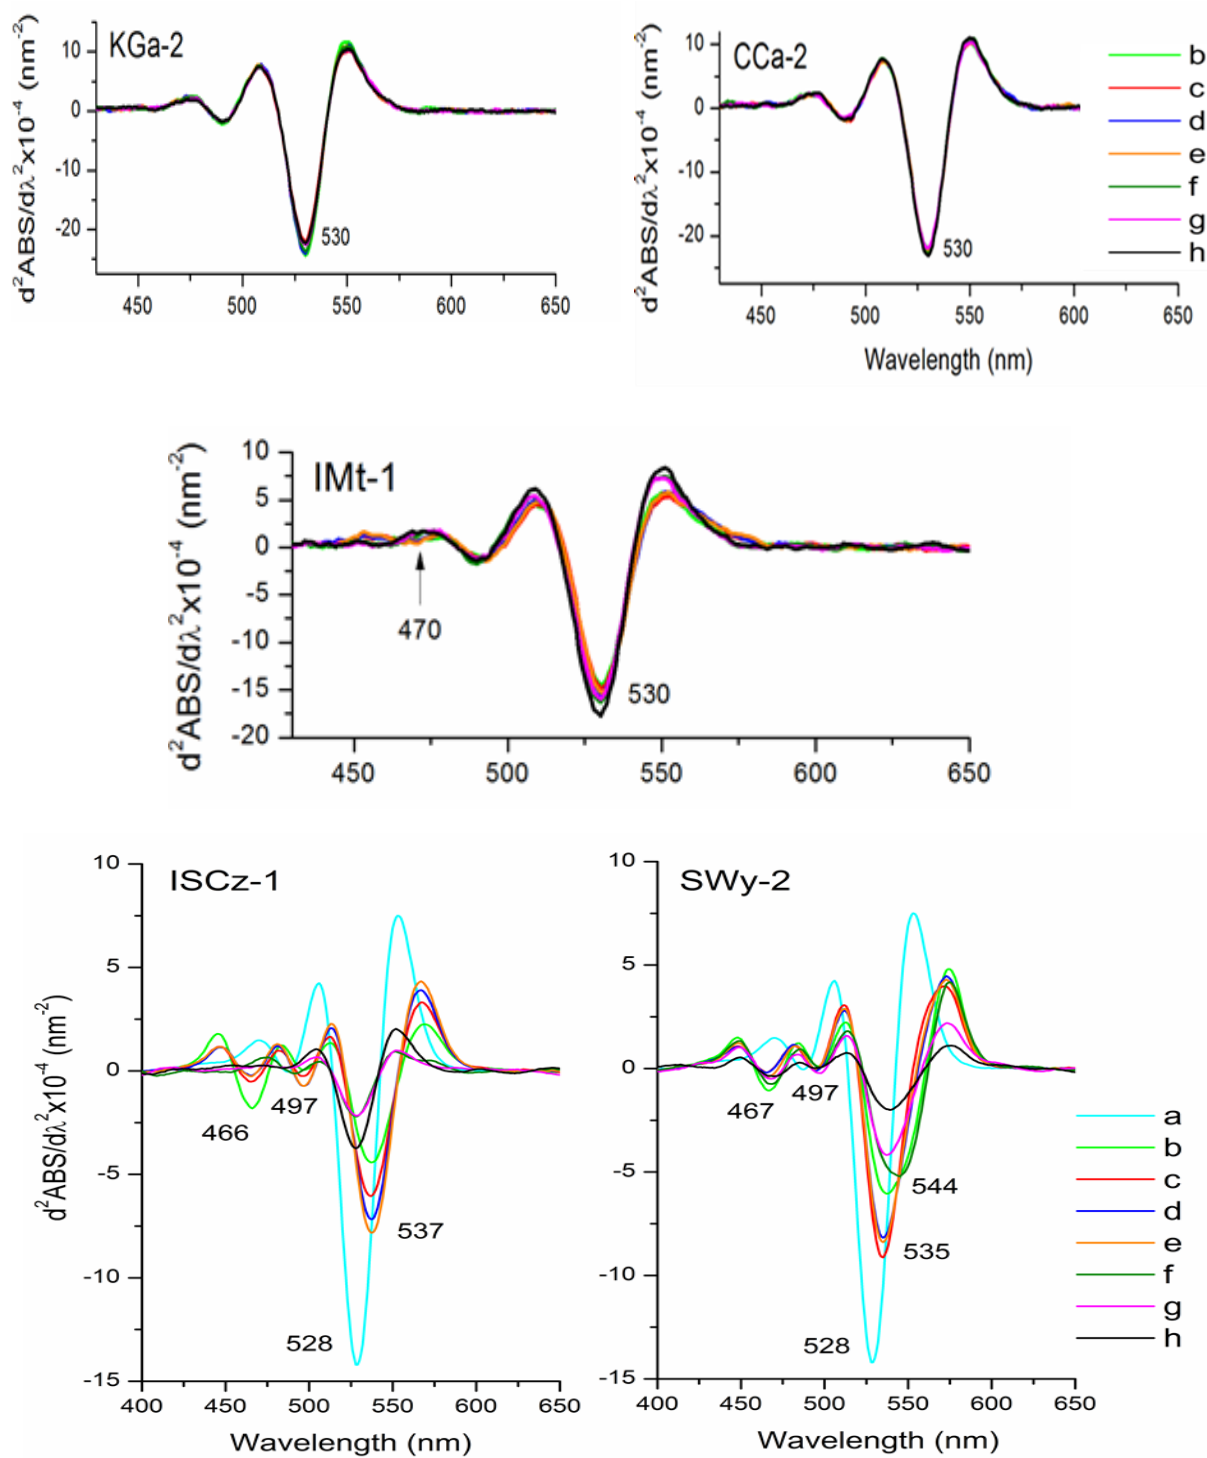 KGa-2
d²ABS/dλ²x10⁻⁴ (nm⁻²)
10
0
-10
-20
530
450 500 550 600 650
CCa-2
d²ABS/dλ²x10⁻⁴ (nm⁻²)
10
0
-10
-20
530
450 500 550 600 650
Wavelength (nm)
b
c
d
e
f
g
h
IMt-1
d²ABS/dλ²x10⁻⁴ (nm⁻²)
10
5
0
-5
-10
-15
-20
470
530
450 500 550 600 650
ISCz-1
d²ABS/dλ²x10⁻⁴ (nm⁻²)
10
5
0
-5
-10
-15
466
497
537
528
400 450 500 550 600 650
Wavelength (nm)
SWy-2
10
5
0
-5
-10
-15
467
497
544
535
528
400 450 500 550 600 650
Wavelength (nm)
a
b
c
d
e
f
g
h